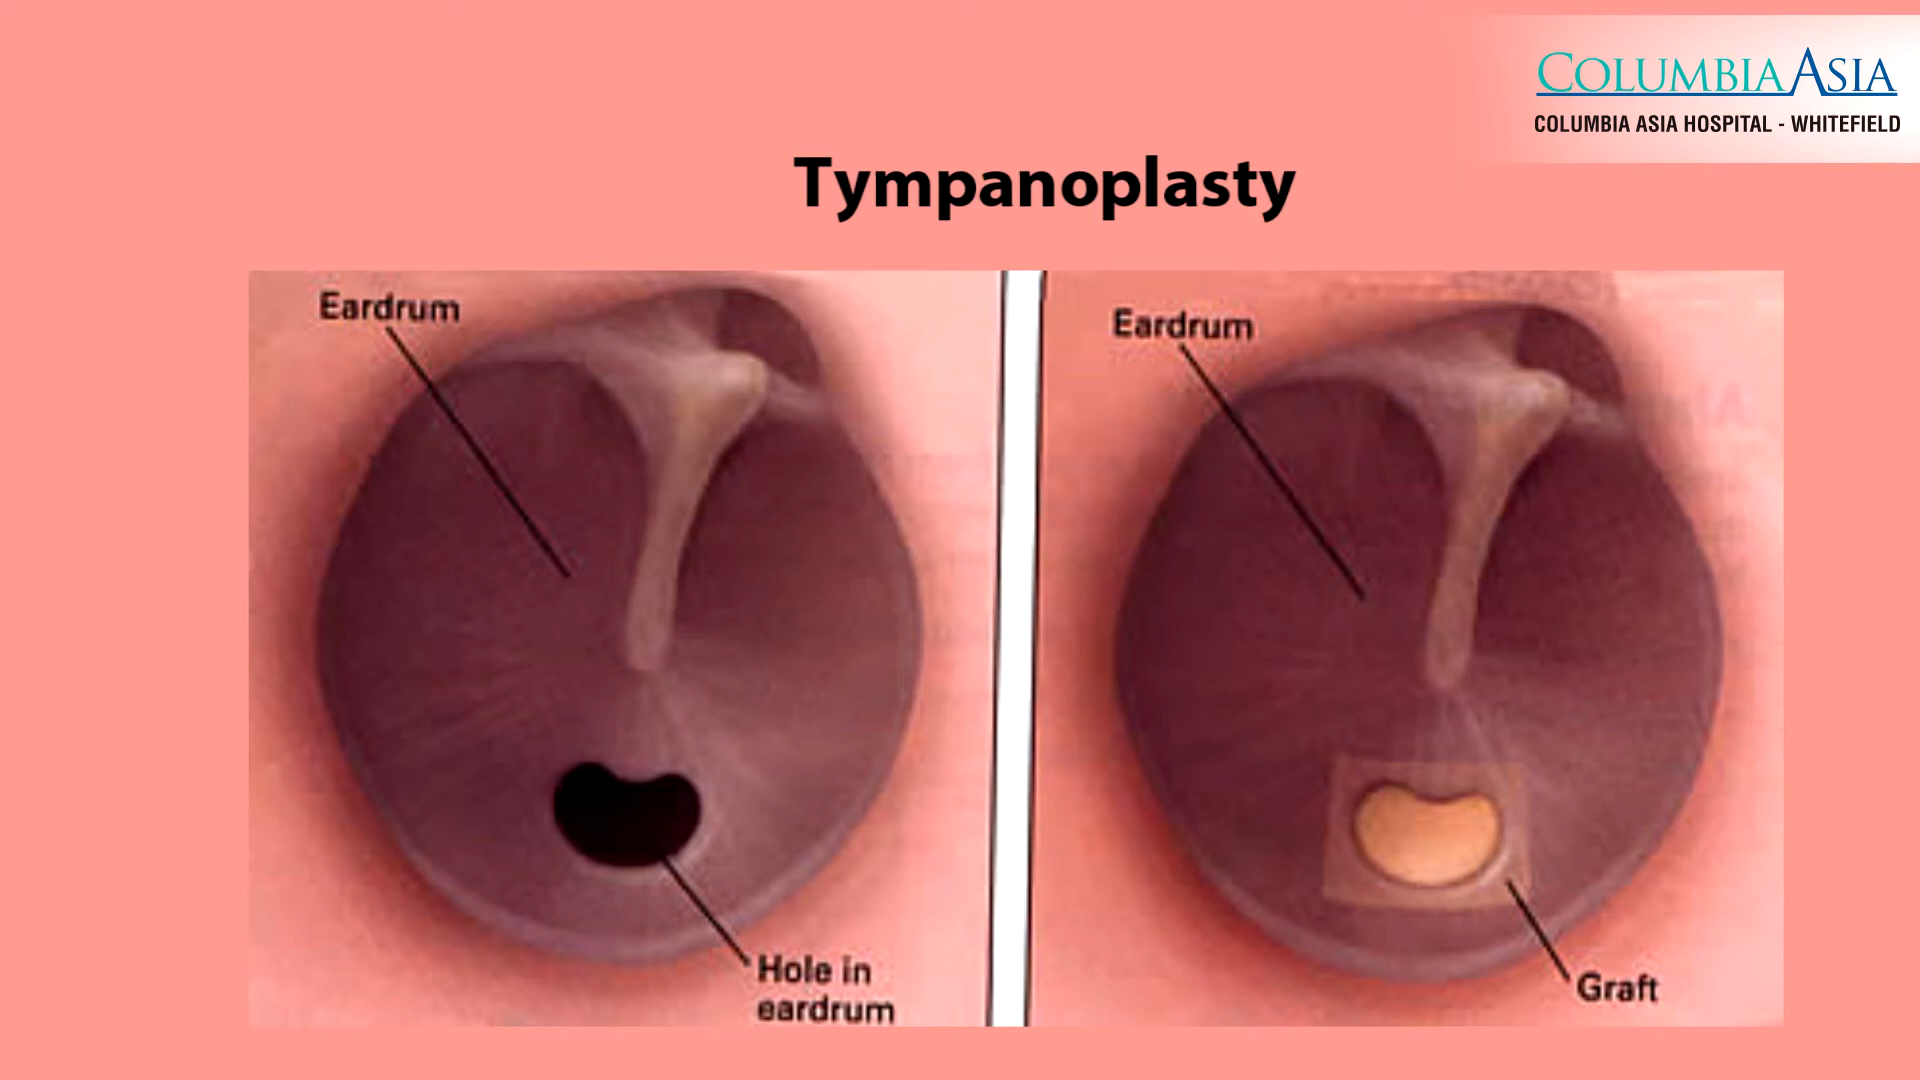 COLUMBIA ASIA
COLUMBIA ASIA HOSPITAL - WHITEFIELD
Tympanoplasty
Eardrum
Eardrum
Hole in
eardrum
Graft